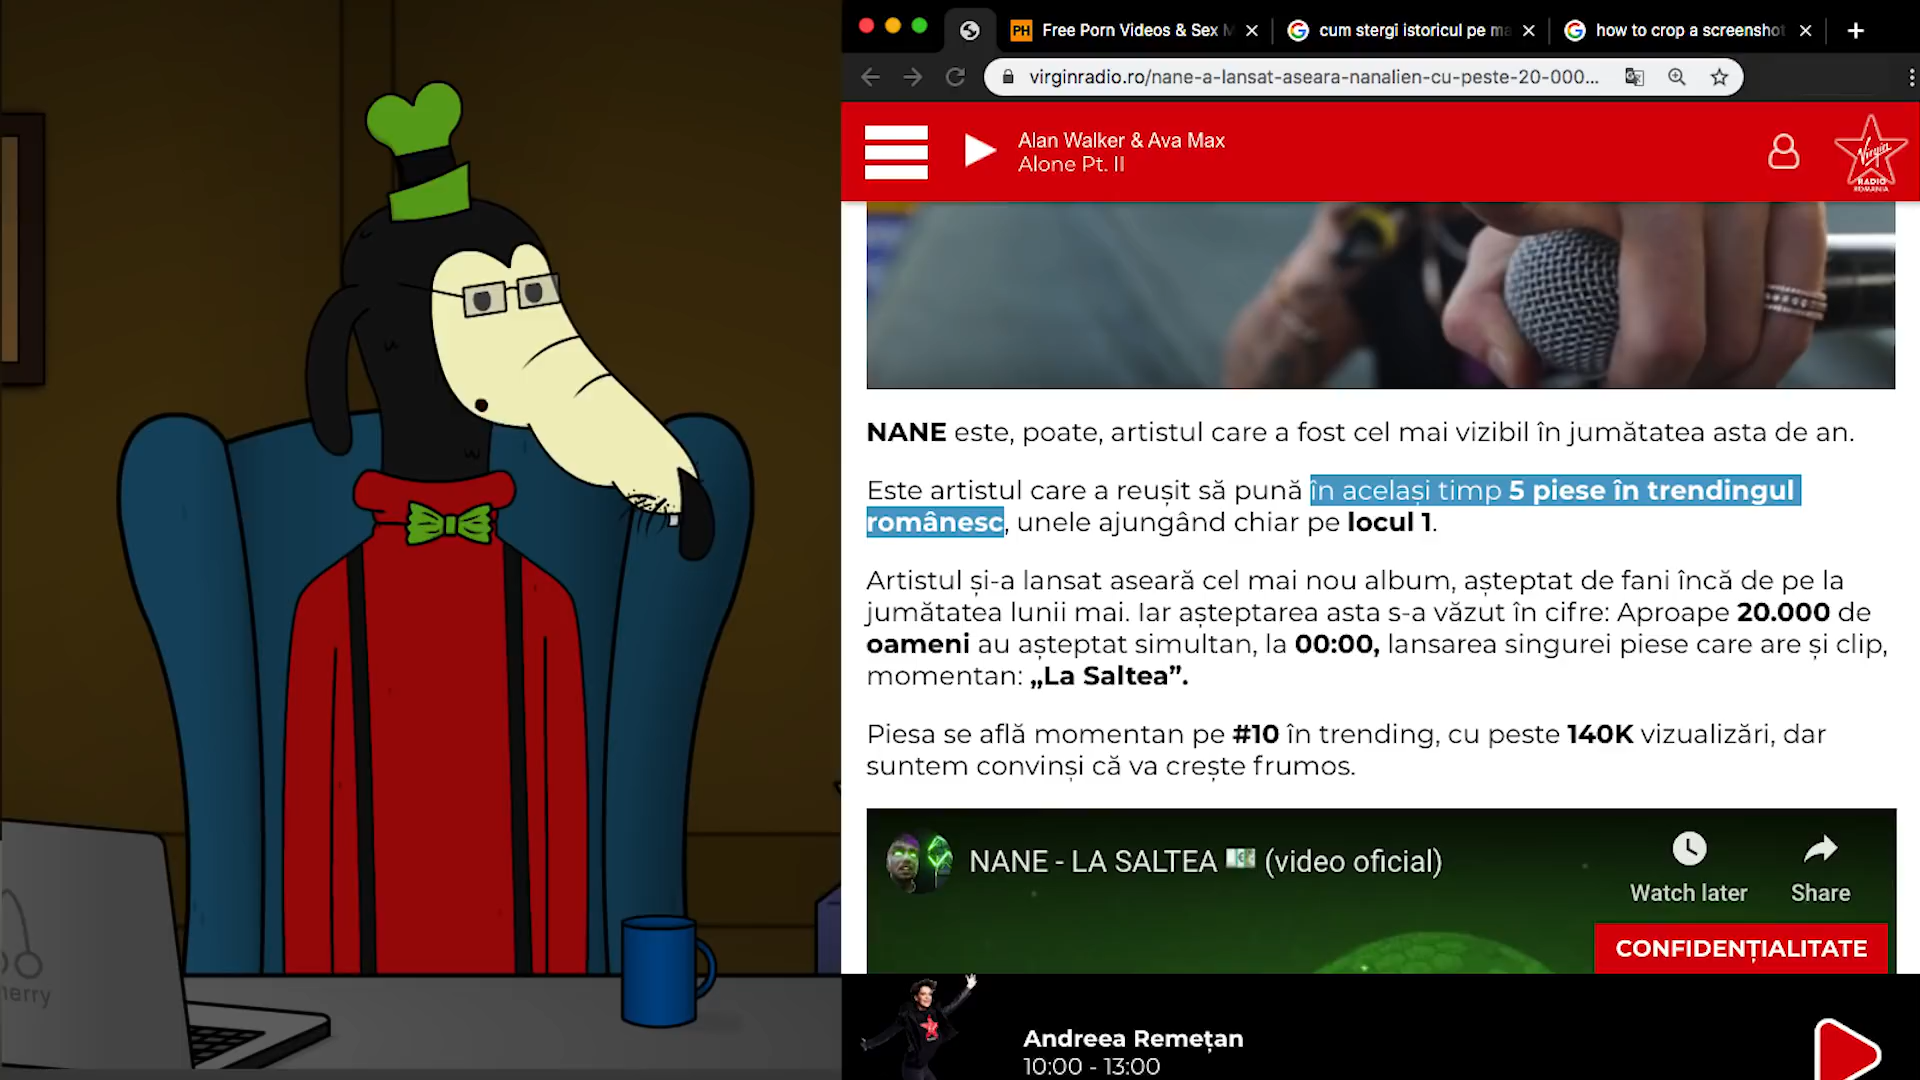 Free Porn Videos & Sex M
cum stergi istoricul pe ma
how to crop a screenshot
virginradio.ro/nane-a-lansat-aseara-nanalien-cu-peste-20-000...
Alan Walker & Ava Max
Alone Pt. II
Virgin
RADIO
ROMANIA
NANE este, poate, artistul care a fost cel mai vizibil în jumătatea asta de an.
Este artistul care a reușit să pună în același timp 5 piese în trendingul
românesc, unele ajungând chiar pe locul 1.
Artistul și-a lansat aseară cel mai nou album, așteptat de fani încă de pe la
jumătatea lunii mai. Iar așteptarea asta s-a văzut în cifre: Aproape 20.000 de
oameni au așteptat simultan, la 00:00, lansarea singurei piese care are și clip,
momentan: „La Saltea”.
Piesa se află momentan pe #10 în trending, cu peste 140K vizualizări, dar
suntem convinși că va crește frumos.
NANE - LA SALTEA 💶 (video oficial)
Watch later
Share
CONFIDENȚIALITATE
Andreea Remețan
10:00 - 13:00
PH
herry